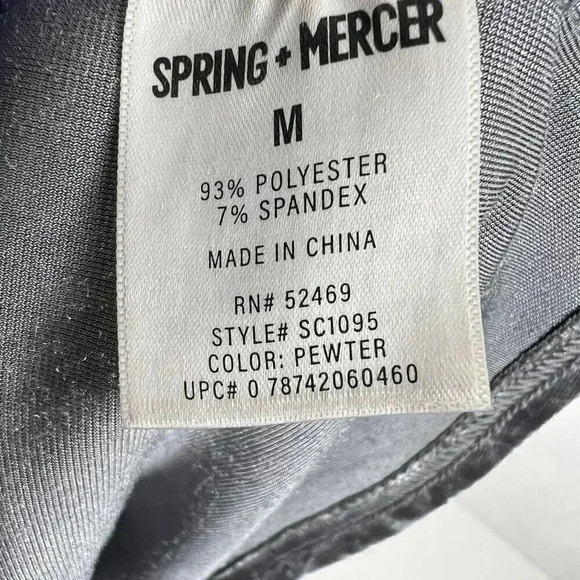 SPRING + MERCER
M
93% POLYESTER
7% SPANDEX
MADE IN CHINA
RN# 52469
STYLE# SC1095
COLOR: PEWTER
UPC# 0 78742060460